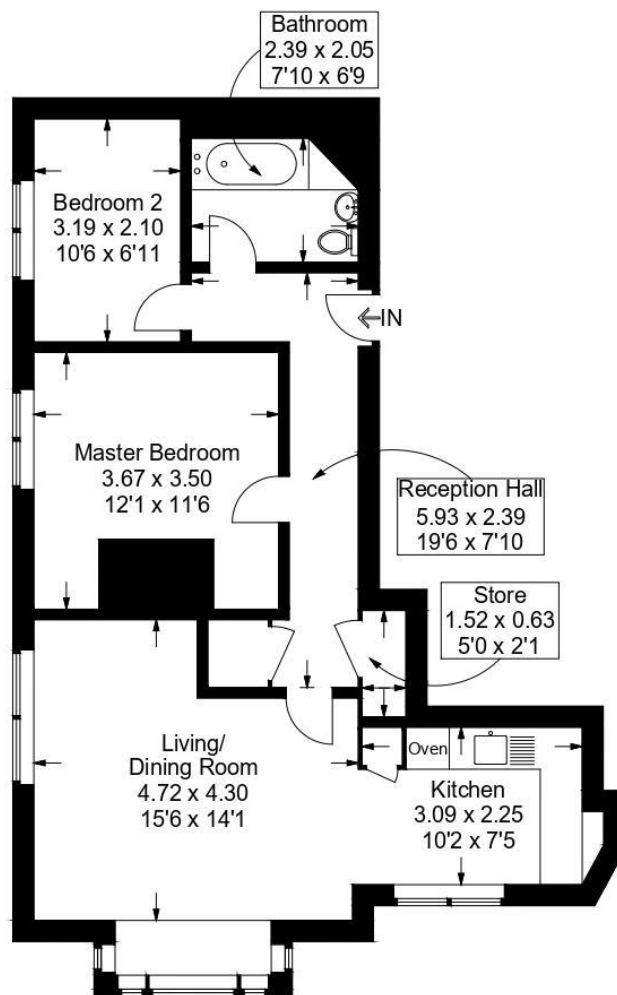 Bathroom
2.39 x 2.05
7'10 x 6'9
Bedroom 2
3.19 x 2.10
10'6 x 6'11
IN
Master Bedroom
3.67 x 3.50
12'1 x 11'6
Reception Hall
5.93 x 2.39
19'6 x 7'10
Store
1.52 x 0.63
5'0 x 2'1
Living/
Dining Room
4.72 x 4.30
15'6 x 14'1
Oven
Kitchen
3.09 x 2.25
10'2 x 7'5